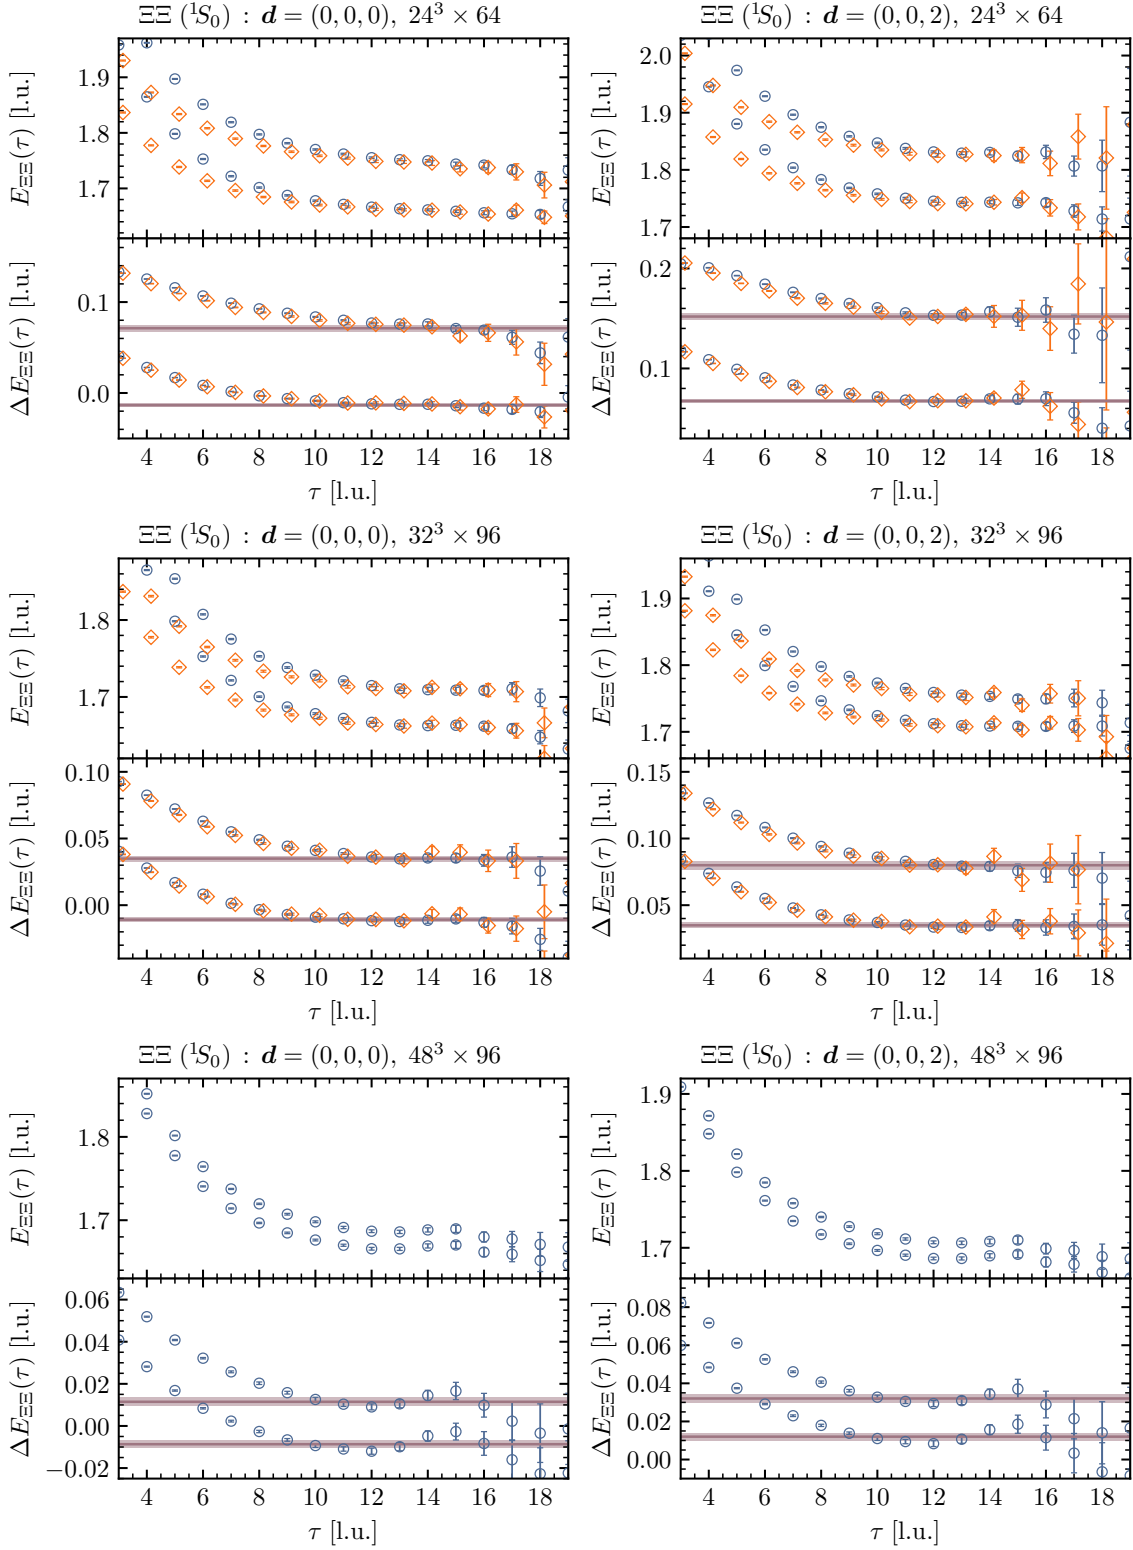 ΞΞ (¹S₀) : d = (0, 0, 0), 24³ × 64
E_ΞΞ(τ) [l.u.]
1.9
1.8
1.7
ΔE_ΞΞ(τ) [l.u.]
0.1
0.0
4 6 8 10 12 14 16 18
τ [l.u.]
ΞΞ (¹S₀) : d = (0, 0, 2), 24³ × 64
E_ΞΞ(τ) [l.u.]
2.0
1.9
1.8
1.7
ΔE_ΞΞ(τ) [l.u.]
0.2
0.1
4 6 8 10 12 14 16 18
τ [l.u.]
ΞΞ (¹S₀) : d = (0, 0, 0), 32³ × 96
E_ΞΞ(τ) [l.u.]
1.8
1.7
ΔE_ΞΞ(τ) [l.u.]
0.10
0.05
0.00
4 6 8 10 12 14 16 18
τ [l.u.]
ΞΞ (¹S₀) : d = (0, 0, 2), 32³ × 96
E_ΞΞ(τ) [l.u.]
1.9
1.8
1.7
ΔE_ΞΞ(τ) [l.u.]
0.15
0.10
0.05
4 6 8 10 12 14 16 18
τ [l.u.]
ΞΞ (¹S₀) : d = (0, 0, 0), 48³ × 96
E_ΞΞ(τ) [l.u.]
1.8
1.7
ΔE_ΞΞ(τ) [l.u.]
0.06
0.04
0.02
0.00
−0.02
4 6 8 10 12 14 16 18
τ [l.u.]
ΞΞ (¹S₀) : d = (0, 0, 2), 48³ × 96
E_ΞΞ(τ) [l.u.]
1.9
1.8
1.7
ΔE_ΞΞ(τ) [l.u.]
0.08
0.06
0.04
0.02
0.00
4 6 8 10 12 14 16 18
τ [l.u.]